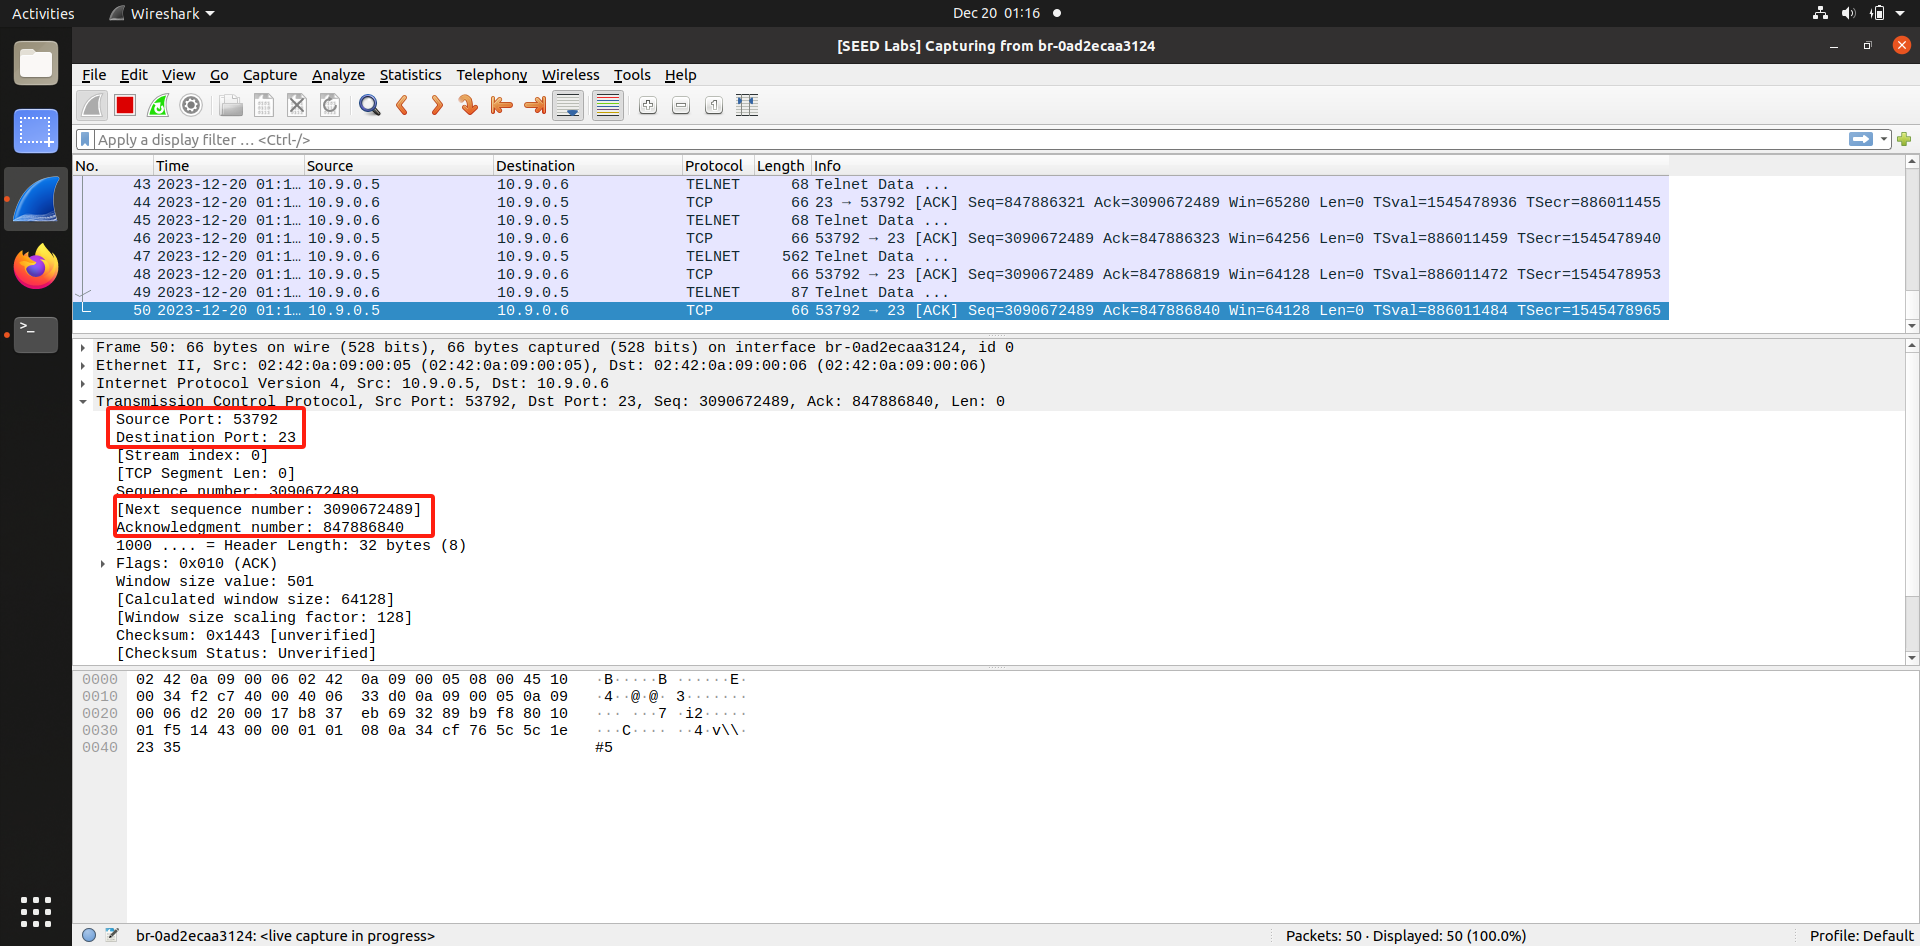 Activities Wireshark Dec 20 01:16
[SEED Labs] Capturing from br-0ad2ecaa3124
File Edit View Go Capture Analyze Statistics Telephony Wireless Tools Help
Apply a display filter … <Ctrl-/>
No. Time Source Destination Protocol Length Info
43 2023-12-20 01:1… 10.9.0.5 10.9.0.6 TELNET 68 Telnet Data ...
44 2023-12-20 01:1… 10.9.0.6 10.9.0.5 TCP 66 23 → 53792 [ACK] Seq=847886321 Ack=3090672489 Win=65280 Len=0 TSval=1545478936 TSecr=886011455
45 2023-12-20 01:1… 10.9.0.6 10.9.0.5 TELNET 68 Telnet Data ...
46 2023-12-20 01:1… 10.9.0.5 10.9.0.6 TCP 66 53792 → 23 [ACK] Seq=3090672489 Ack=847886323 Win=64256 Len=0 TSval=886011459 TSecr=1545478940
47 2023-12-20 01:1… 10.9.0.6 10.9.0.5 TELNET 562 Telnet Data ...
48 2023-12-20 01:1… 10.9.0.5 10.9.0.6 TCP 66 53792 → 23 [ACK] Seq=3090672489 Ack=847886819 Win=64128 Len=0 TSval=886011472 TSecr=1545478953
49 2023-12-20 01:1… 10.9.0.6 10.9.0.5 TELNET 87 Telnet Data ...
50 2023-12-20 01:1… 10.9.0.5 10.9.0.6 TCP 66 53792 → 23 [ACK] Seq=3090672489 Ack=847886840 Win=64128 Len=0 TSval=886011484 TSecr=1545478965
Frame 50: 66 bytes on wire (528 bits), 66 bytes captured (528 bits) on interface br-0ad2ecaa3124, id 0
Ethernet II, Src: 02:42:0a:09:00:05 (02:42:0a:09:00:05), Dst: 02:42:0a:09:00:06 (02:42:0a:09:00:06)
Internet Protocol Version 4, Src: 10.9.0.5, Dst: 10.9.0.6
Transmission Control Protocol, Src Port: 53792, Dst Port: 23, Seq: 3090672489, Ack: 847886840, Len: 0
Source Port: 53792
Destination Port: 23
[Stream index: 0]
[TCP Segment Len: 0]
Sequence number: 3090672489
[Next sequence number: 3090672489]
Acknowledgment number: 847886840
1000 .... = Header Length: 32 bytes (8)
Flags: 0x010 (ACK)
Window size value: 501
[Calculated window size: 64128]
[Window size scaling factor: 128]
Checksum: 0x1443 [unverified]
[Checksum Status: Unverified]
0000 02 42 0a 09 00 06 02 42 0a 09 00 05 08 00 45 10 ·B·····B ······E·
0010 00 34 f2 c7 40 00 40 06 33 d0 0a 09 00 05 0a 09 ·4··@·@· 3·······
0020 00 06 d2 20 00 17 b8 37 eb 69 32 89 b9 f8 80 10 ··· ···7 ·i2·····
0030 01 f5 14 43 00 00 01 01 08 0a 34 cf 76 5c 5c 1e ···C···· ··4·v\\·
0040 23 35 #5
br-0ad2ecaa3124: <live capture in progress> Packets: 50 · Displayed: 50 (100.0%) Profile: Default